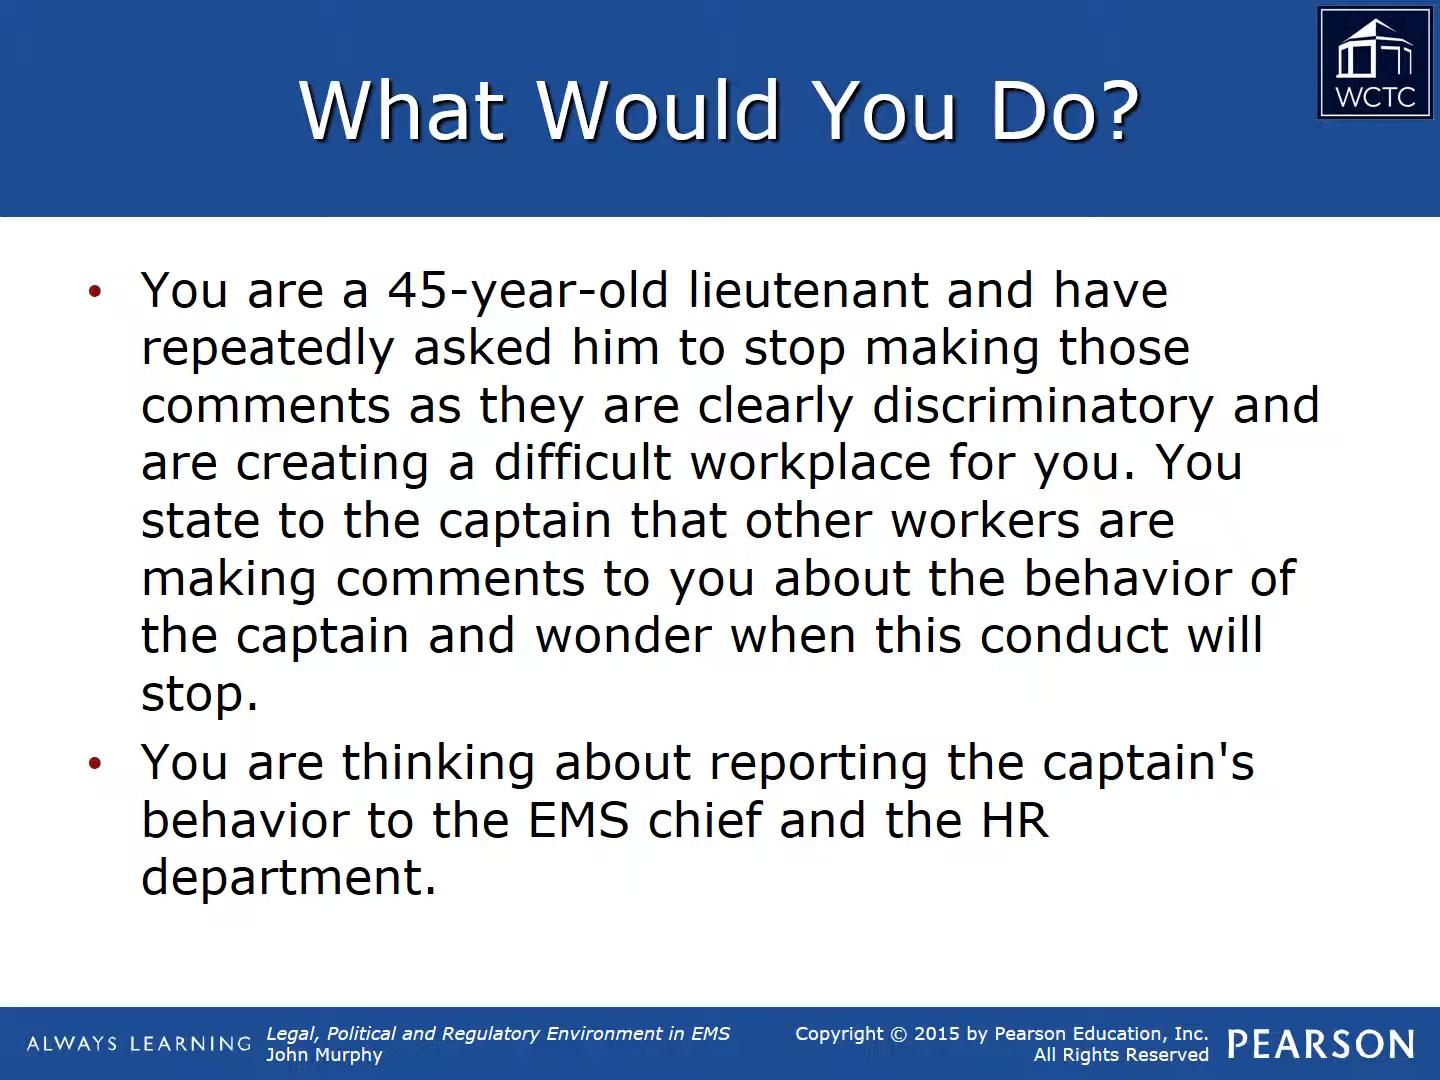 What Would You Do?
WCTC
• You are a 45-year-old lieutenant and have
repeatedly asked him to stop making those
comments as they are clearly discriminatory and
are creating a difficult workplace for you. You
state to the captain that other workers are
making comments to you about the behavior of
the captain and wonder when this conduct will
stop.
• You are thinking about reporting the captain's
behavior to the EMS chief and the HR
department.
ALWAYS LEARNING
Legal, Political and Regulatory Environment in EMS
John Murphy
Copyright © 2015 by Pearson Education, Inc.
All Rights Reserved
PEARSON